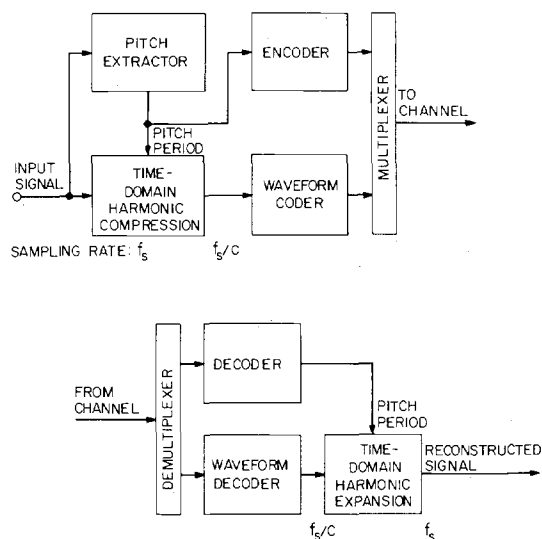 PITCH
EXTRACTOR
ENCODER
MULTIPLEXER
TO
CHANNEL
PITCH
PERIOD
INPUT
SIGNAL
TIME-
DOMAIN
HARMONIC
COMPRESSION
WAVEFORM
CODER
SAMPLING RATE: fs
fs/C
FROM
CHANNEL
DEMULTIPLEXER
DECODER
PITCH
PERIOD
WAVEFORM
DECODER
TIME-
DOMAIN
HARMONIC
EXPANSION
RECONSTRUCTED
SIGNAL
fs/C
fs